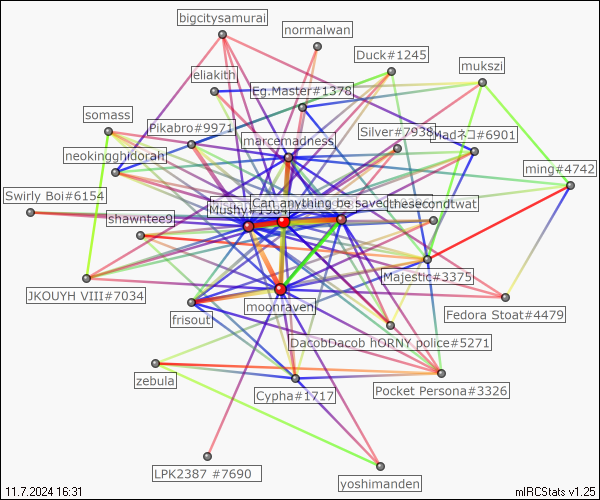 bigcitysamurai
normalwan
Duck#1245
mukszi
eliakith
Eg.Master#1378
somass
Pikabro#9971
Silver#7938
Madネコ#6901
marcemadness
neokingghidorah
ming#4742
Swirly Boi#6154
Can anything be saved
thesecondtwat
Mushy#1984
shawntee9
Majestic#3375
JKOUYH VIII#7034
moonraven
Fedora Stoat#4479
frisout
DacobDacob hORNY police#5271
zebula
Pocket Persona#3326
Cypha#1717
LPK2387 #7690
yoshimanden
11.7.2024 16:31
mIRCStats v1.25